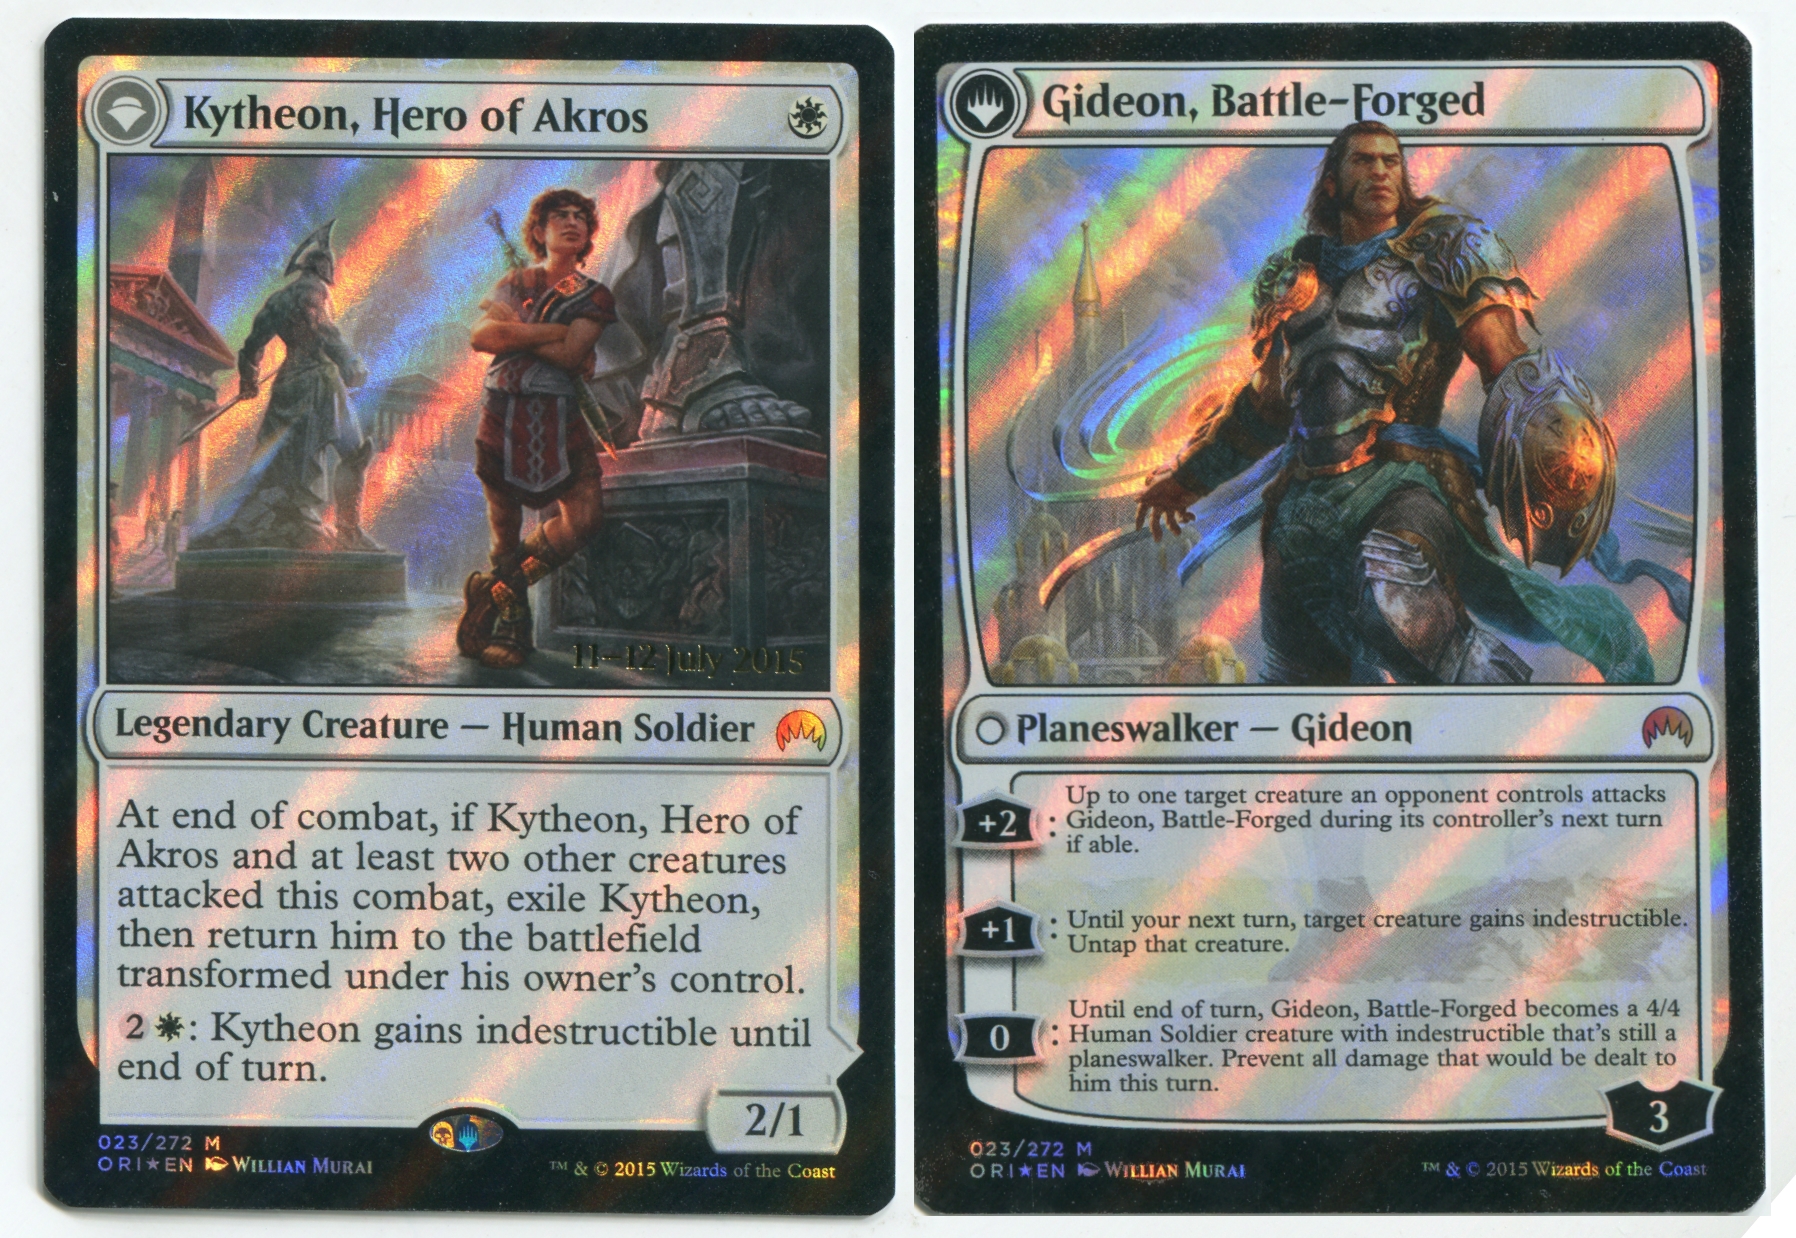 Kytheon, Hero of Akros
11–12 July 2015
Legendary Creature — Human Soldier
At end of combat, if Kytheon, Hero of
Akros and at least two other creatures
attacked this combat, exile Kytheon,
then return him to the battlefield
transformed under his owner's control.
2 : Kytheon gains indestructible until
end of turn.
2/1
023/272 M
ORI★EN WILLIAN MURAI
™ & © 2015 Wizards of the Coast
Gideon, Battle-Forged
Planeswalker — Gideon
+2 : Up to one target creature an opponent controls attacks
Gideon, Battle-Forged during its controller's next turn
if able.
+1 : Until your next turn, target creature gains indestructible.
Untap that creature.
0 : Until end of turn, Gideon, Battle-Forged becomes a 4/4
Human Soldier creature with indestructible that's still a
planeswalker. Prevent all damage that would be dealt to
him this turn.
3
023/272 M
ORI★EN WILLIAN MURAI
™ & © 2015 Wizards of the Coast